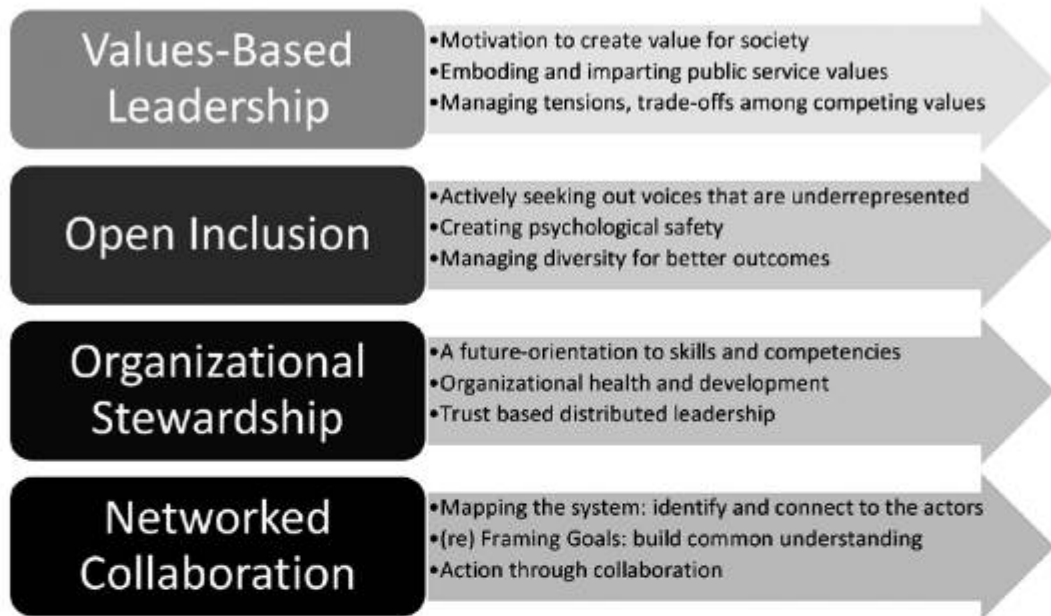 Values-Based
Leadership
•Motivation to create value for society
•Emboding and imparting public service values
•Managing tensions, trade-offs among competing values
Open Inclusion
•Actively seeking out voices that are underrepresented
•Creating psychological safety
•Managing diversity for better outcomes
Organizational
Stewardship
•A future-orientation to skills and competencies
•Organizational health and development
•Trust based distributed leadership
Networked
Collaboration
•Mapping the system: identify and connect to the actors
•(re) Framing Goals: build common understanding
•Action through collaboration